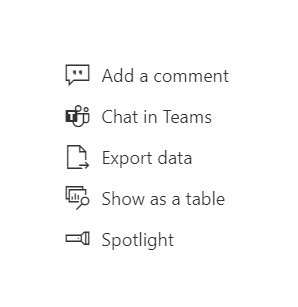 Add a comment
Chat in Teams
Export data
Show as a table
Spotlight